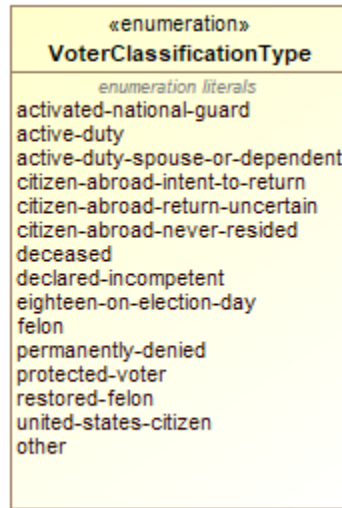 «enumeration»
VoterClassificationType
enumeration literals
activated-national-guard
active-duty
active-duty-spouse-or-dependent
citizen-abroad-intent-to-return
citizen-abroad-return-uncertain
citizen-abroad-never-resided
deceased
declared-incompetent
eighteen-on-election-day
felon
permanently-denied
protected-voter
restored-felon
united-states-citizen
other